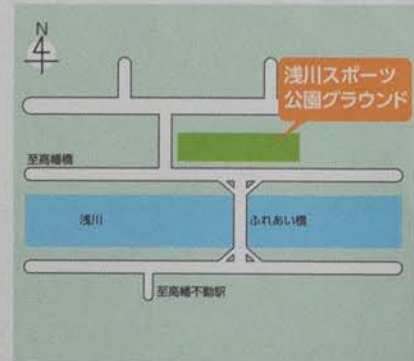 N
浅川スポーツ
公園グラウンド
至高幡橋
浅川
ふれあい橋
至高幡不動駅